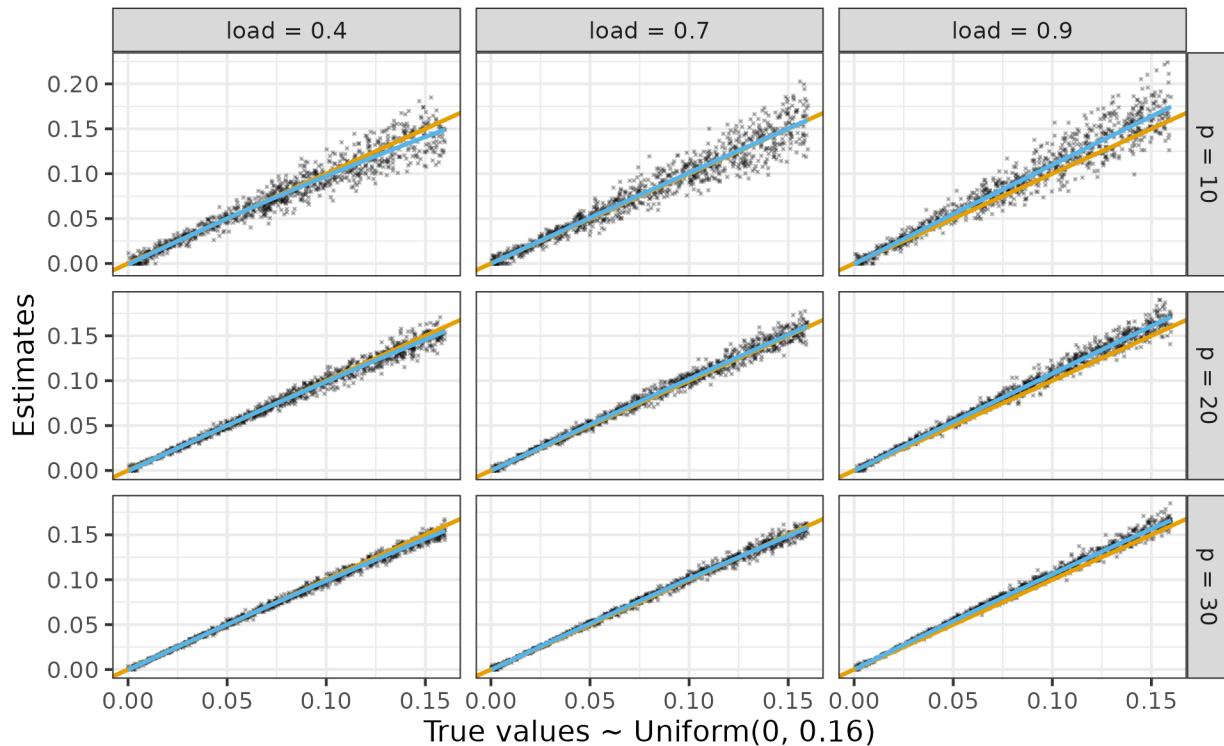 load = 0.4
load = 0.7
load = 0.9
0.20
0.15
0.10
0.05
0.00
p = 10
Estimates
0.15
0.10
0.05
0.00
p = 20
0.15
0.10
0.05
0.00
p = 30
0.00 0.05 0.10 0.15
0.00 0.05 0.10 0.15
0.00 0.05 0.10 0.15
True values ~ Uniform(0, 0.16)